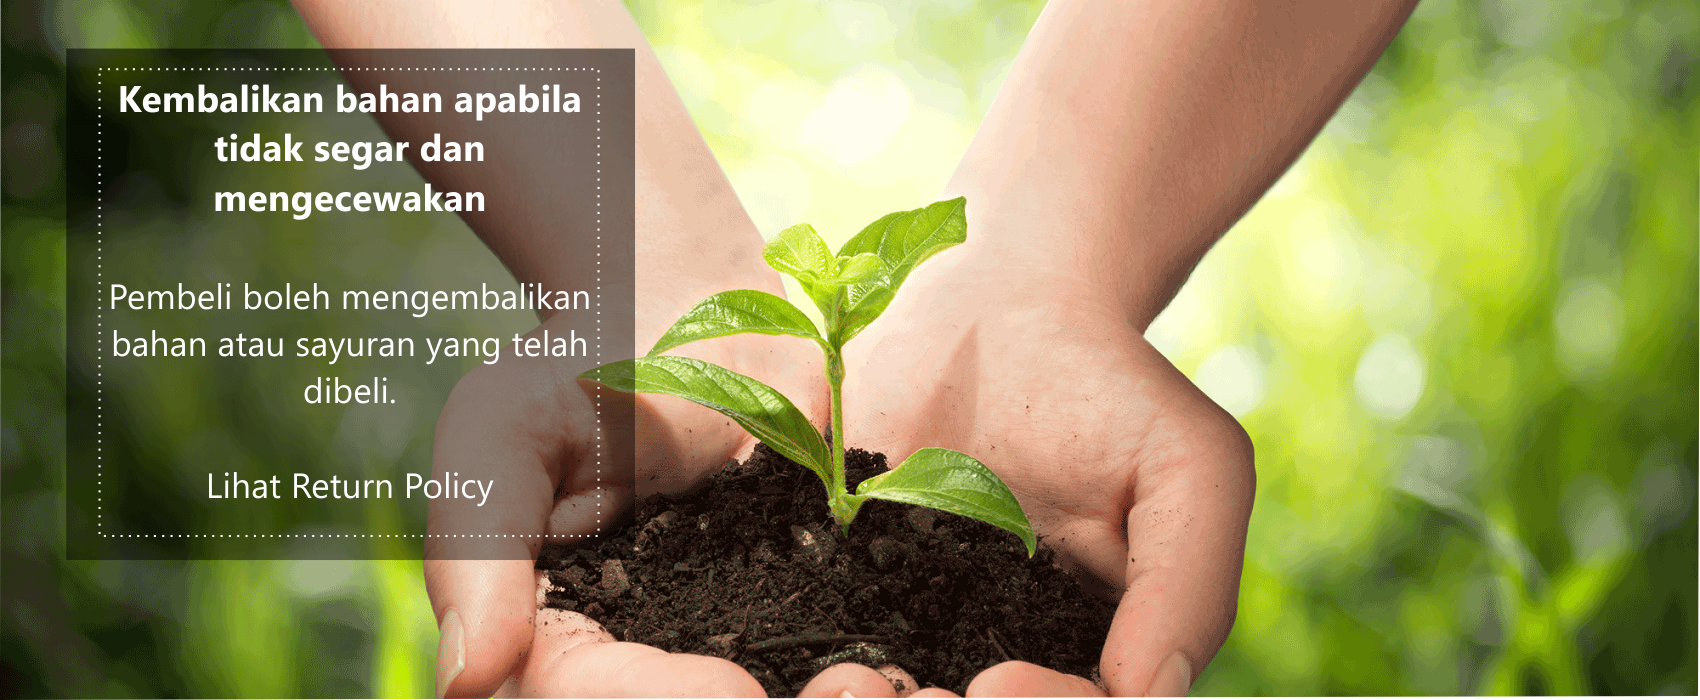 Kembalikan bahan apabila
tidak segar dan
mengecewakan
Pembeli boleh mengembalikan
bahan atau sayuran yang telah
dibeli.
Lihat Return Policy